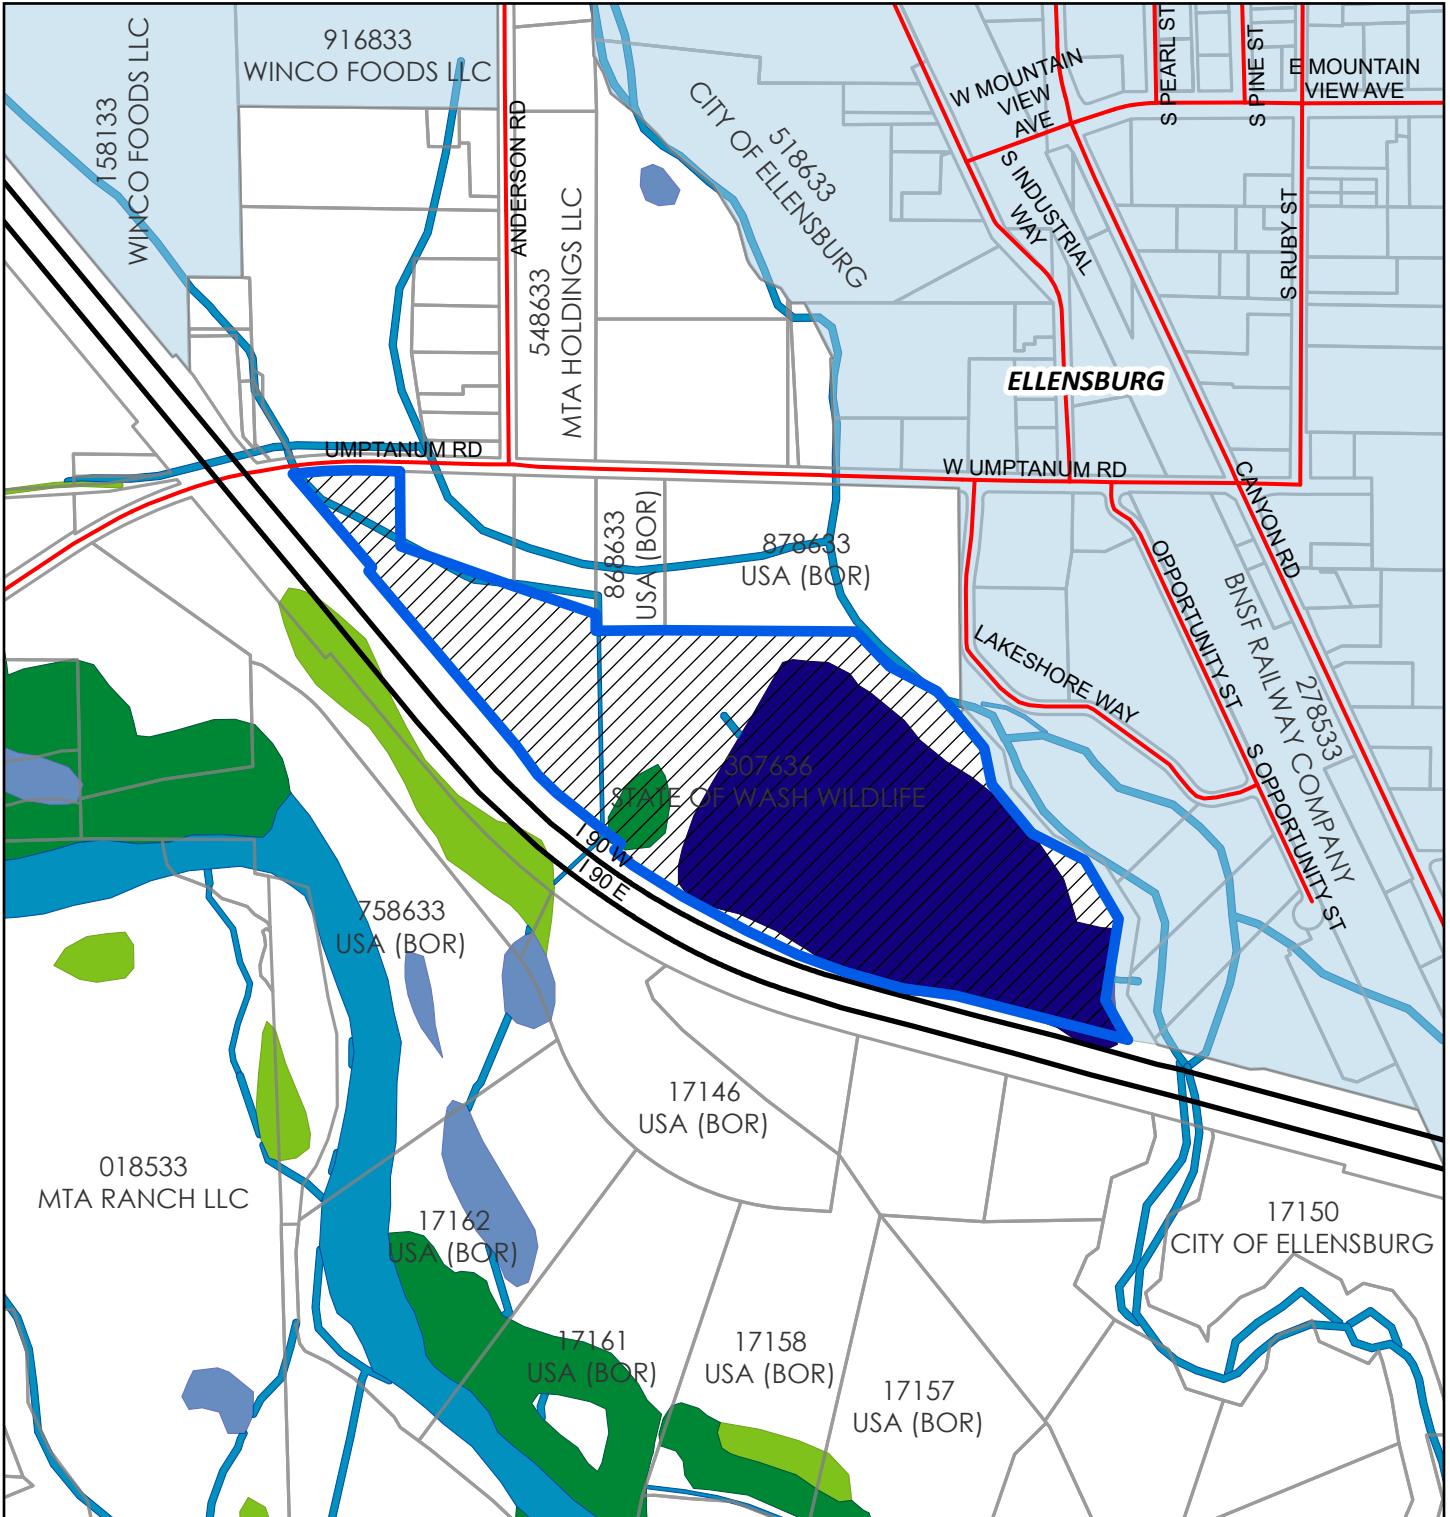 916833
WINCO FOODS LLC
158133
WINCO FOODS LLC
ANDERSON RD
548633
MTA HOLDINGS LLC
518633
CITY OF ELLENSBURG
W MOUNTAIN
VIEW
AVE
S PEARL ST
S PINE ST
E MOUNTAIN
VIEW AVE
S INDUSTRIAL
WAY
S RUBY ST
ELLENSBURG
UMPTANUM RD
W UMPTANUM RD
CANYON RD
868633
USA (BOR)
878633
USA (BOR)
OPPORTUNITY ST
BNSF RAILWAY COMPANY
278533
LAKESHORE WAY
S OPPORTUNITY ST
307636
STATE OF WASH WILDLIFE
I 90 W
I 90 E
758633
USA (BOR)
17146
USA (BOR)
018533
MTA RANCH LLC
17162
USA (BOR)
17150
CITY OF ELLENSBURG
17161
USA (BOR)
17158
USA (BOR)
17157
USA (BOR)